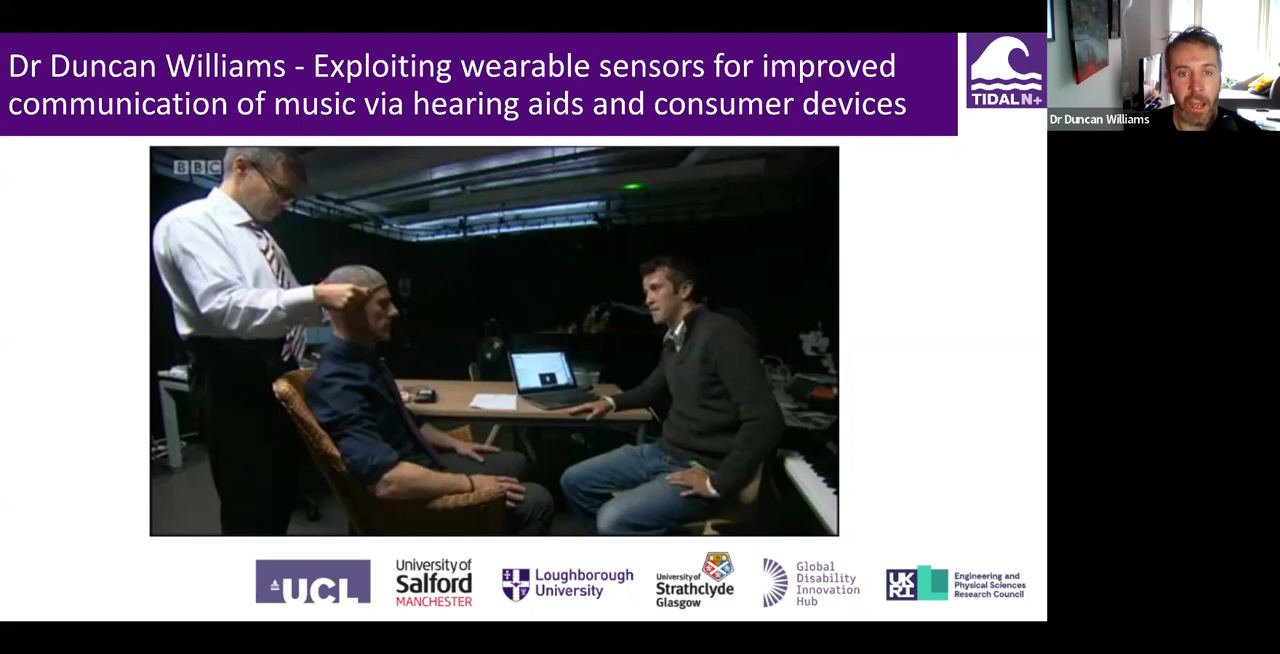 Dr Duncan Williams - Exploiting wearable sensors for improved
communication of music via hearing aids and consumer devices
TIDAL N+
Dr Duncan Williams
BBC
UCL
University of
Salford
MANCHESTER
Loughborough
University
University of
Strathclyde
Glasgow
Global
Disability
Innovation
Hub
UK
RI
Engineering and
Physical Sciences
Research Council